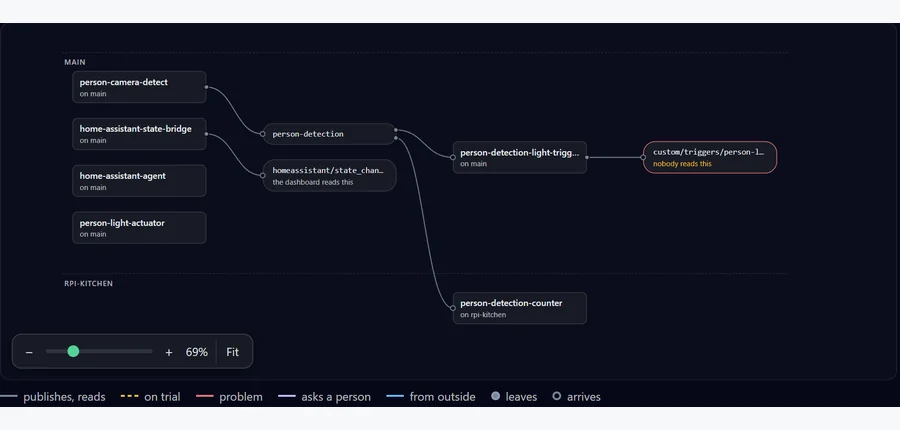 MAIN
person-camera-detect
on main
home-assistant-state-bridge
on main
home-assistant-agent
on main
person-light-actuator
on main
person-detection
homeassistant/state_chan…
the dashboard reads this
person-detection-light-trigg…
on main
custom/triggers/person-l…
nobody reads this
RPI-KITCHEN
person-detection-counter
on rpi-kitchen
− + 69% Fit
publishes, reads on trial problem asks a person from outside leaves arrives